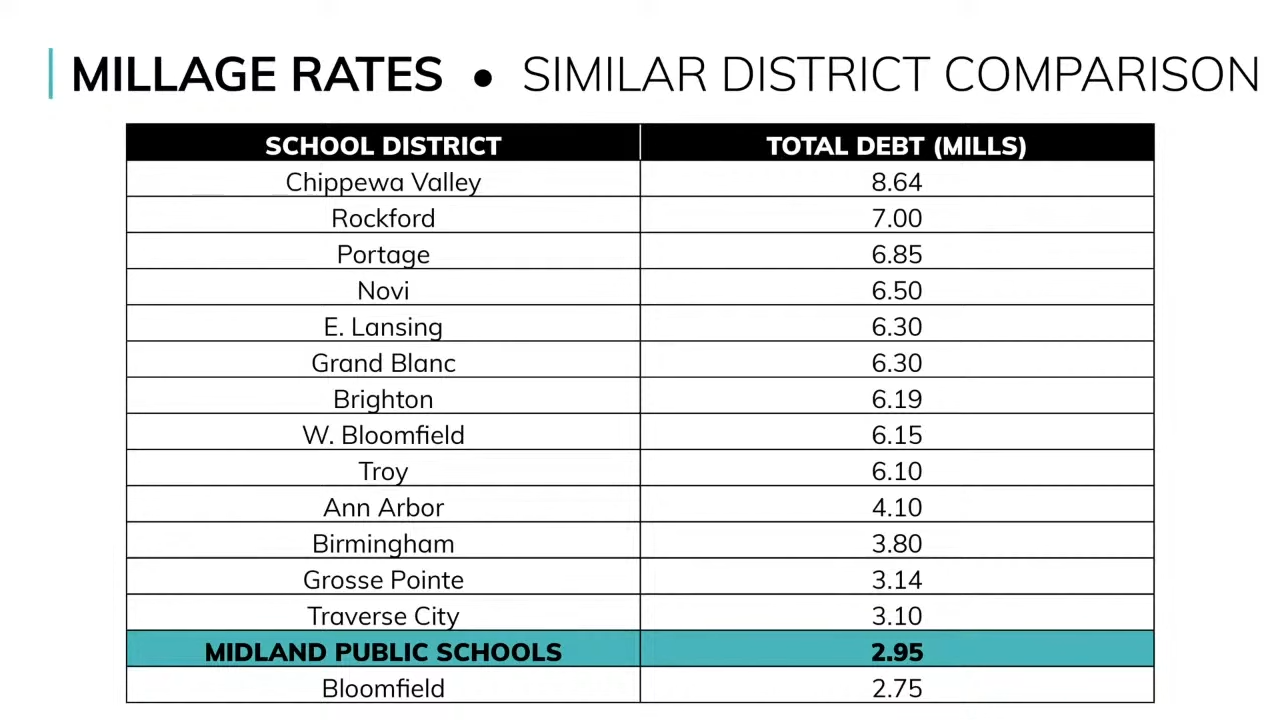 MILLAGE RATES • SIMILAR DISTRICT COMPARISON
SCHOOL DISTRICT TOTAL DEBT (MILLS)
Chippewa Valley 8.64
Rockford 7.00
Portage 6.85
Novi 6.50
E. Lansing 6.30
Grand Blanc 6.30
Brighton 6.19
W. Bloomfield 6.15
Troy 6.10
Ann Arbor 4.10
Birmingham 3.80
Grosse Pointe 3.14
Traverse City 3.10
MIDLAND PUBLIC SCHOOLS 2.95
Bloomfield 2.75